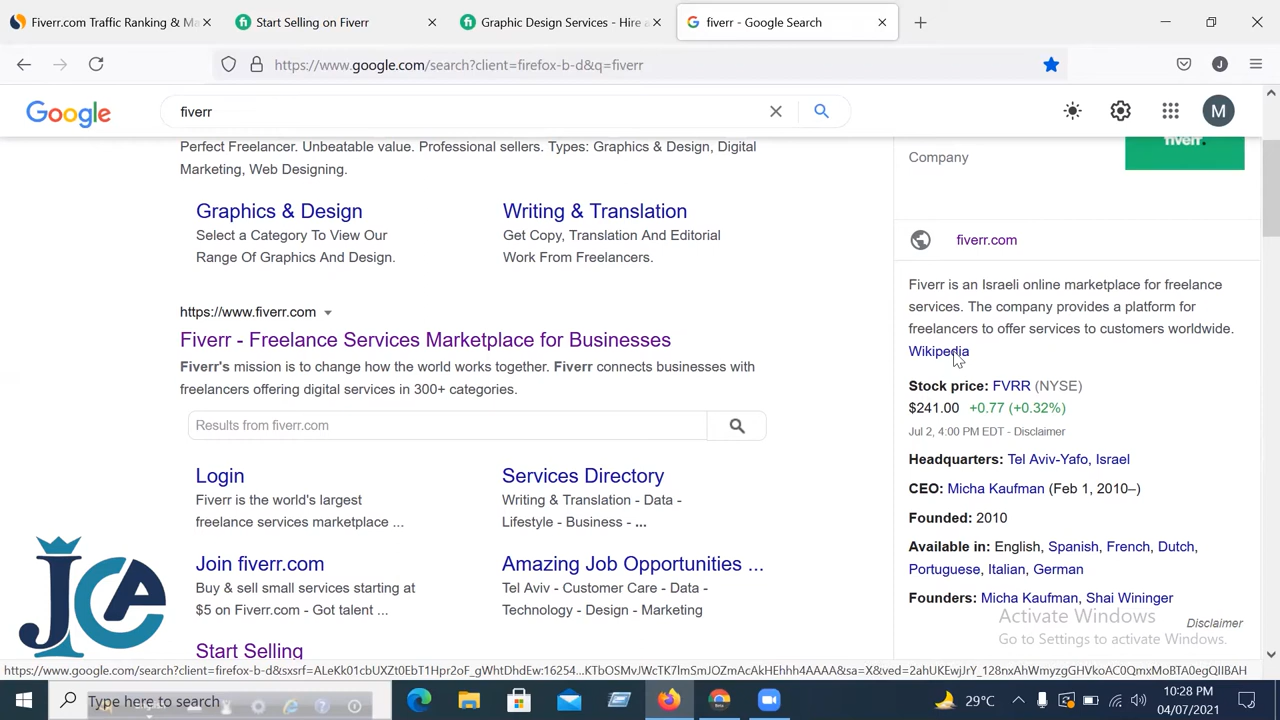 Fiverr.com Traffic Ranking & Ma
Start Selling on Fiverr
Graphic Design Services - Hire a
fiverr - Google Search
https://www.google.com/search?client=firefox-b-d&q=fiverr
Google
fiverr
M
Perfect Freelancer. Unbeatable value. Professional sellers. Types: Graphics & Design, Digital
Marketing, Web Designing.
Graphics & Design
Select a Category To View Our
Range Of Graphics And Design.
Writing & Translation
Get Copy, Translation And Editorial
Work From Freelancers.
https://www.fiverr.com
Fiverr - Freelance Services Marketplace for Businesses
Fiverr's mission is to change how the world works together. Fiverr connects businesses with
freelancers offering digital services in 300+ categories.
Results from fiverr.com
Login
Fiverr is the world's largest
freelance services marketplace ...
Services Directory
Writing & Translation - Data -
Lifestyle - Business - ...
Join fiverr.com
Buy & sell small services starting at
$5 on Fiverr.com - Got talent ...
Amazing Job Opportunities ...
Tel Aviv - Customer Care - Data -
Technology - Design - Marketing
Start Selling
Company
fiverr.
fiverr.com
Fiverr is an Israeli online marketplace for freelance
services. The company provides a platform for
freelancers to offer services to customers worldwide.
Wikipedia
Stock price: FVRR (NYSE)
$241.00 +0.77 (+0.32%)
Jul 2, 4:00 PM EDT - Disclaimer
Headquarters: Tel Aviv-Yafo, Israel
CEO: Micha Kaufman (Feb 1, 2010–)
Founded: 2010
Available in: English, Spanish, French, Dutch,
Portuguese, Italian, German
Founders: Micha Kaufman, Shai Wininger
Activate Windows
Go to Settings to activate Windows.
Disclaimer
JCA
Type here to search
29°C
10:28 PM
04/07/2021